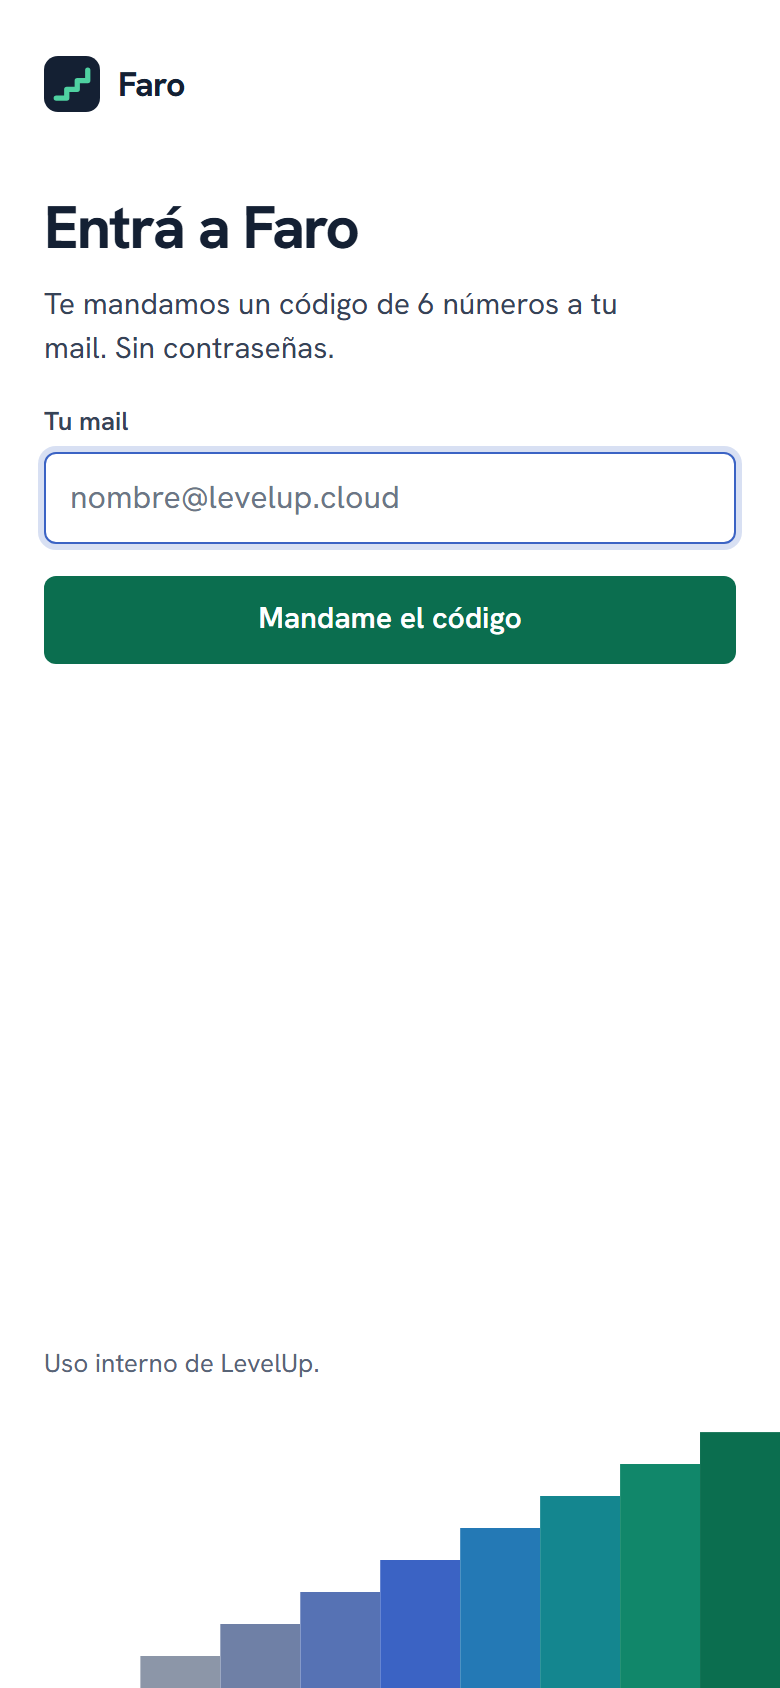 Faro
Entrá a Faro
Te mandamos un código de 6 números a tu
mail. Sin contraseñas.
Tu mail
nombre@levelup.cloud
Mandame el código
Uso interno de LevelUp.